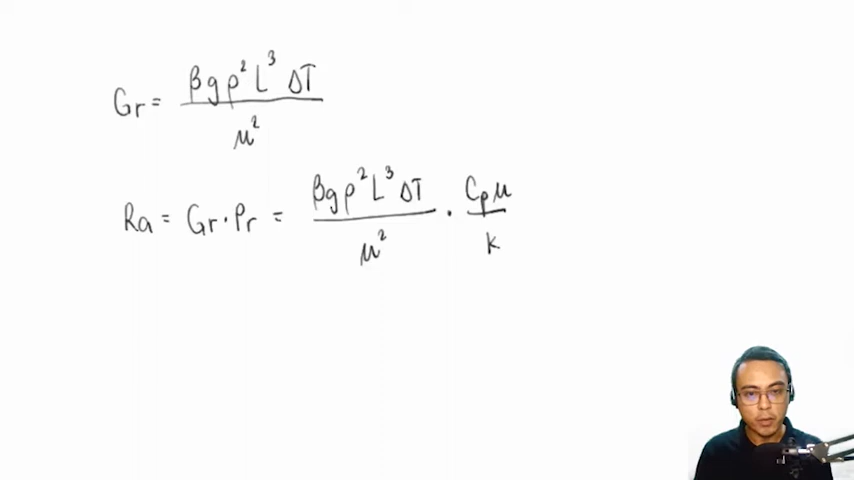 Gr = βgρ²L³ΔT / μ²
Ra = Gr·Pr = βgρ²L³ΔT / μ² · Cpμ / k